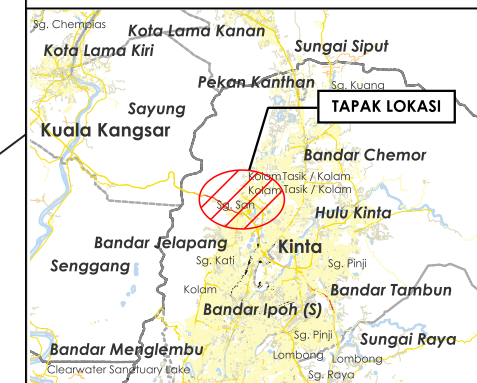 Sg. Chempias
Kota Lama Kanan
Kota Lama Kiri
Sungai Siput
Pekan Kanthan
Sg. Kuang
Sayung
TAPAK LOKASI
Kuala Kangsar
Bandar Chemor
Kolam Tasik / Kolam
Kolam Tasik / Kolam
Sg. San
Hulu Kinta
Bandar Jelapang
Kinta
Sg. Kati
Sg. Pinji
Senggang
Kolam
Bandar Tambun
Bandar Ipoh (S)
Sg. Pinji
Sungai Raya
Bandar Menglembu
Lombong
Lombong
Clearwater Sanctuary Lake
Sg. Raya